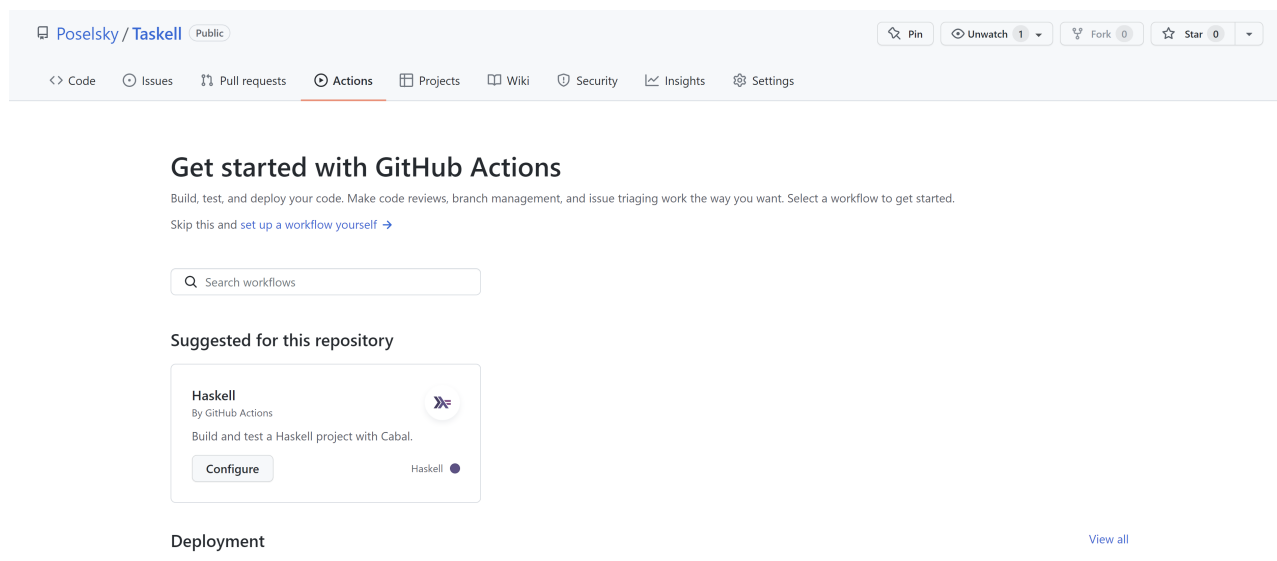 Poselsky / Taskell Public
Pin Unwatch 1 Fork 0 Star 0
Code Issues Pull requests Actions Projects Wiki Security Insights Settings
Get started with GitHub Actions
Build, test, and deploy your code. Make code reviews, branch management, and issue triaging work the way you want. Select a workflow to get started.
Skip this and set up a workflow yourself →
Search workflows
Suggested for this repository
Haskell
By GitHub Actions
Build and test a Haskell project with Cabal.
Configure Haskell
Deployment View all